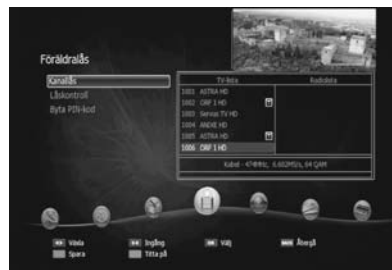 Föräldralås
Kanallås
Låskontroll
Byta PIN-kod
TV-lista
Radiolista
1001 ASTRA HD
1002 ORF 1 HD
1003 Servus TV HD
1004 ANIXE HD
1005 ASTRA HD
1006 ORF 1 HD
Kabel - 474MHz, 6.602MS/s, 64 QAM
Växla
Ingång
Välj
Återgå
Spara
Titta på